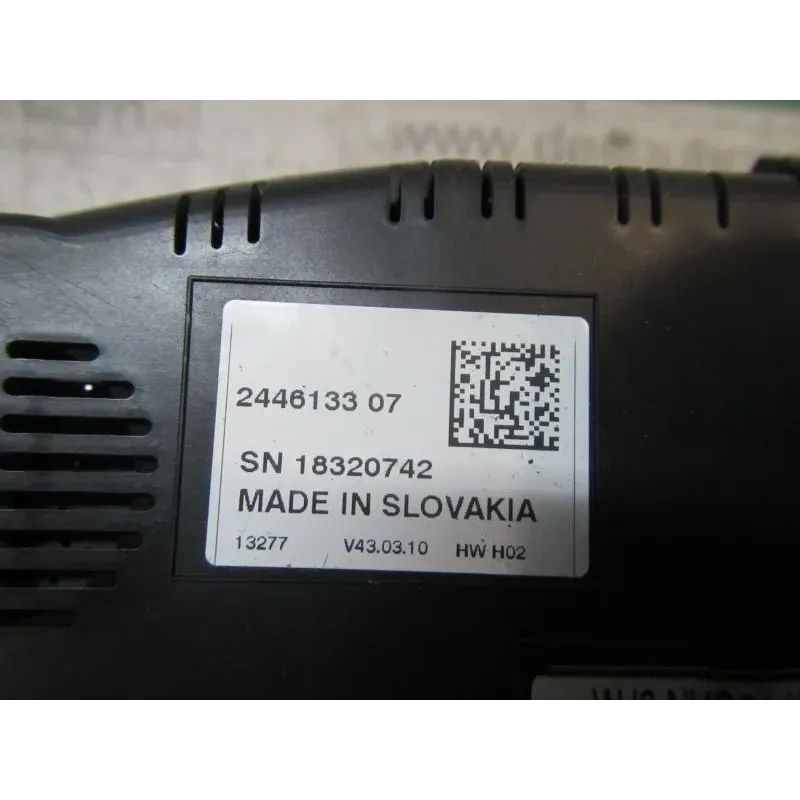 2446133 07
SN 18320742
MADE IN SLOVAKIA
13277 V43.03.10 HW H02